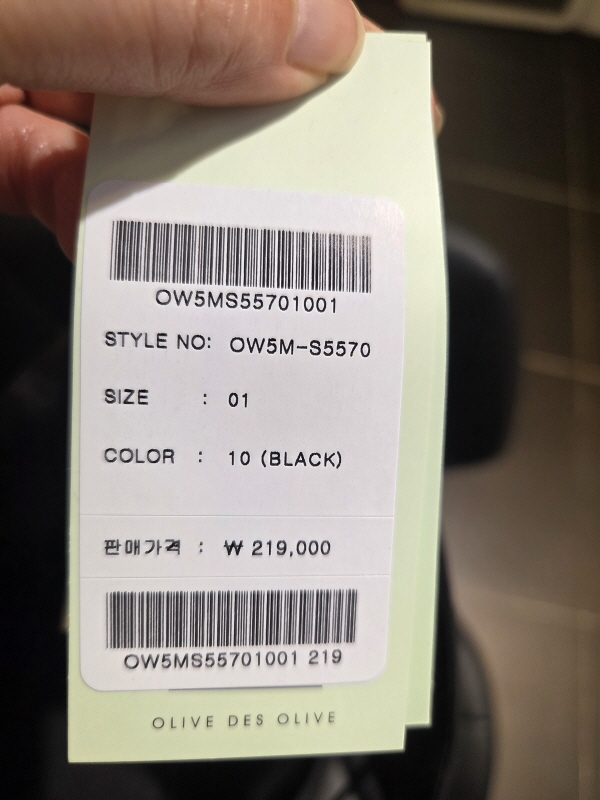 OW5MS55701001
STYLE NO: OW5M-S5570
SIZE : 01
COLOR : 10 (BLACK)
판매가격 : ₩ 219,000
OW5MS55701001 219
OLIVE DES OLIVE